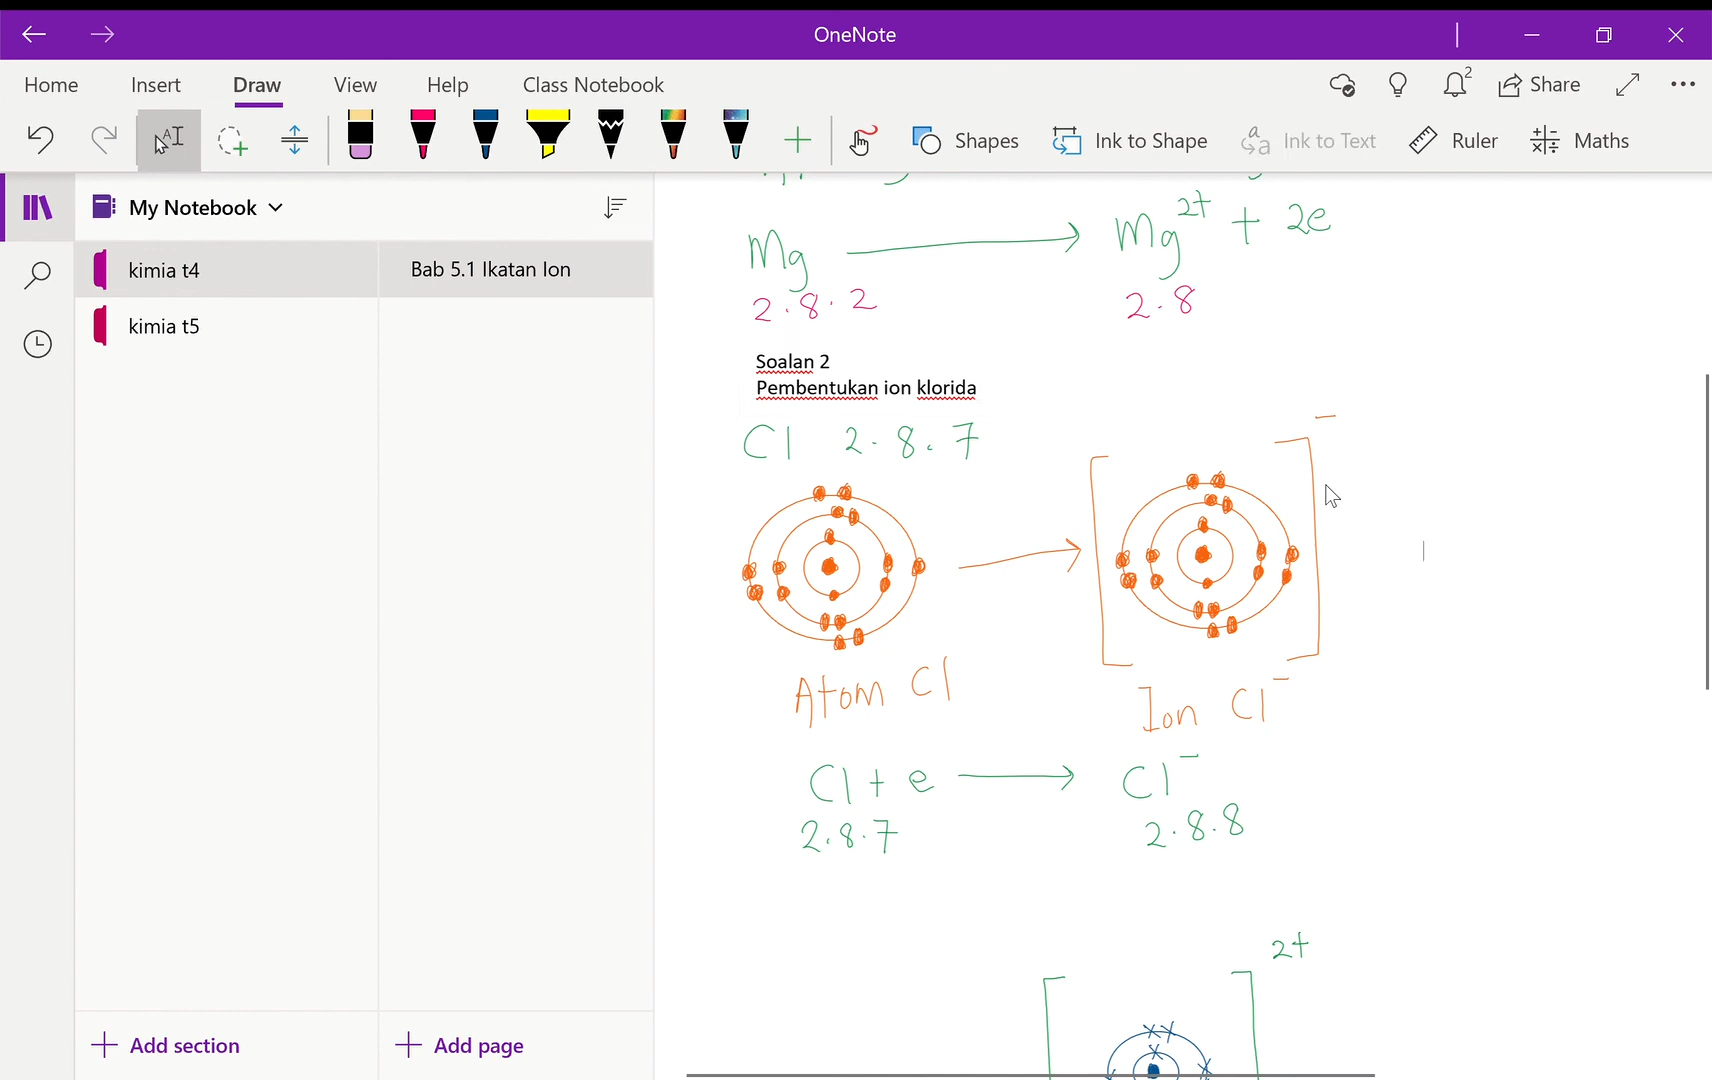 OneNote
Home Insert Draw View Help Class Notebook 2 Share
Shapes Ink to Shape Ink to Text Ruler Maths
My Notebook
kimia t4
Bab 5.1 Ikatan Ion
kimia t5
Mg → Mg²⁺ + 2e
2.8.2 2.8
Soalan 2
Pembentukan ion klorida
Cl 2.8.7
−
Atom Cl Ion Cl⁻
Cl + e → Cl⁻
2.8.7 2.8.8
2+
Add section
Add page